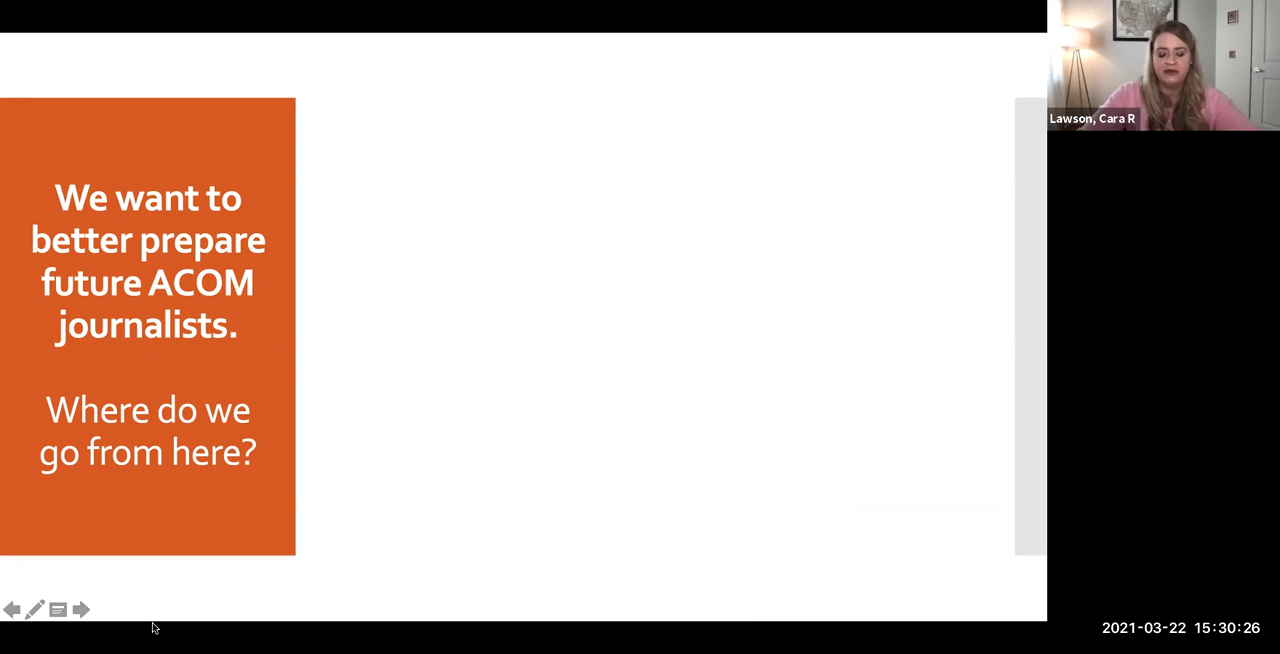 We want to
better prepare
future ACOM
journalists.
Where do we
go from here?
Lawson, Cara R
2021-03-22 15:30:26